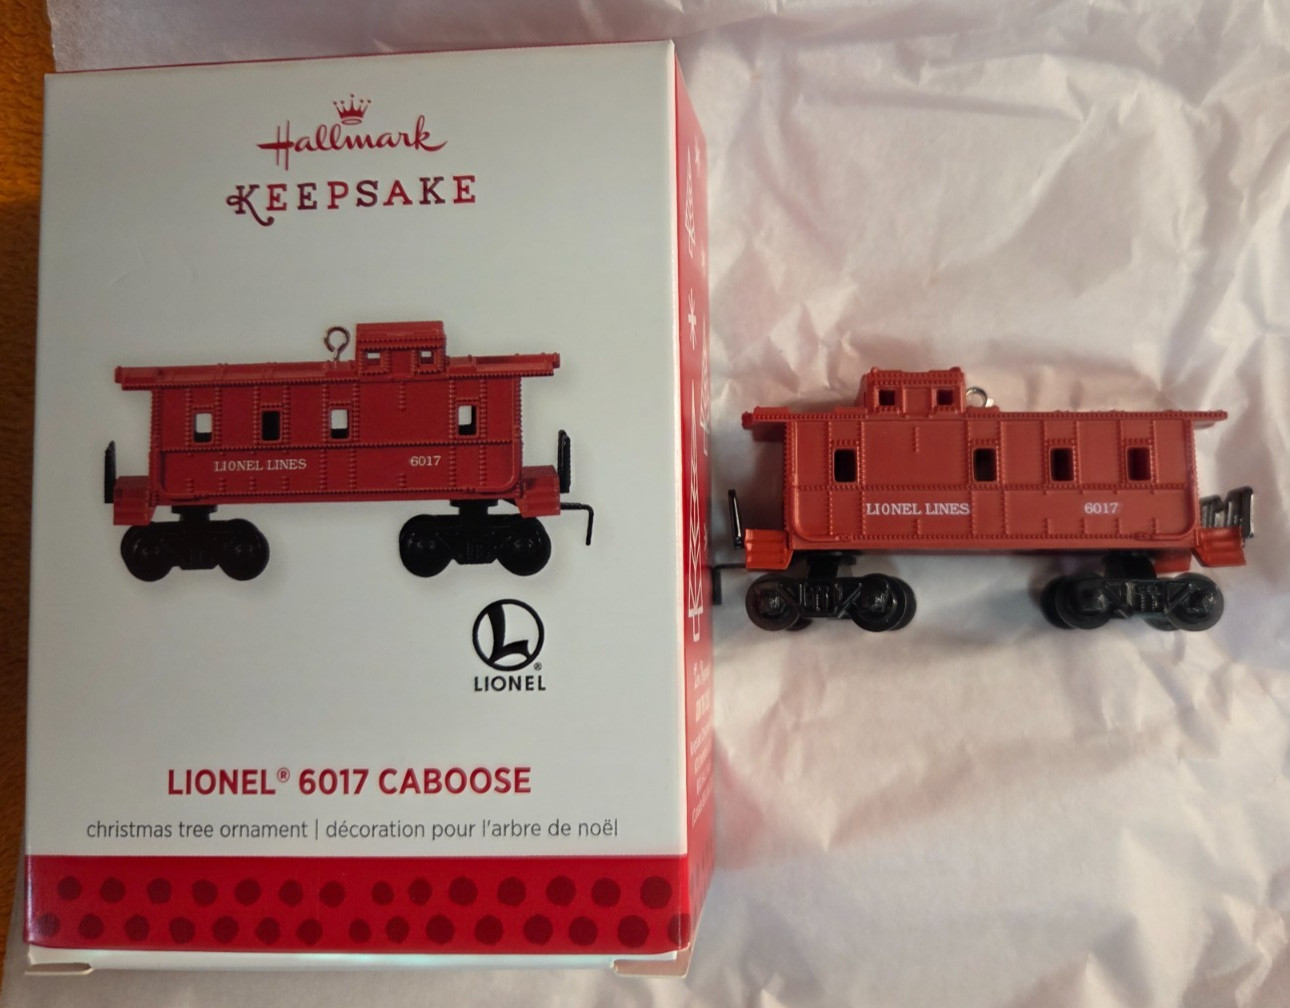 Hallmark
KEEPSAKE
LIONEL LINES 6017
LIONEL LINES 6017
L
®
LIONEL
LIONEL® 6017 CABOOSE
christmas tree ornament | décoration pour l'arbre de noël